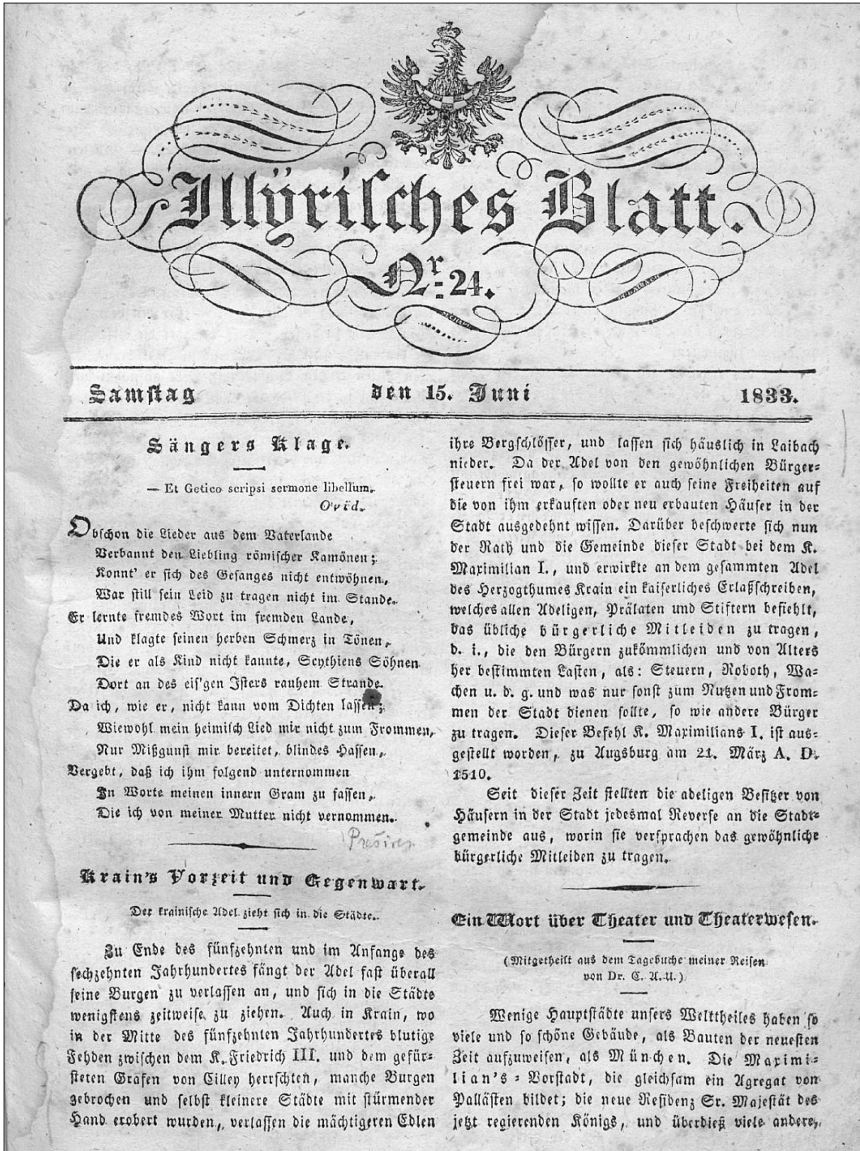 Illÿrisches Blatt.
Nr. 24.
Samstag den 15. Juni 1833.
Sängers Klage.
— Et Getico scripsi sermone libellum.
Ovid.
Obschon die Lieder aus dem Vaterlande
Verbannt den Liebling römischer Kamönen;
Konnt' er sich des Gesanges nicht entwöhnen,
War still sein Leid zu tragen nicht im Stande.
Er lernte fremdes Wort im fremden Lande,
Und klagte seinen herben Schmerz in Tönen,
Die er als Kind nicht kannte, Scythiens Söhnen
Dort an des eis'gen Isters rauhem Strande.
Da ich, wie er, nicht kann vom Dichten lassen;
Wiewohl mein heimisch Lied mir nicht zum Frommen,
Nur Mißgunst mir bereitet, blindes Hassen,
Vergebt, daß ich ihm folgend unternommen
In Worte meinen innern Gram zu fassen,
Die ich von meiner Mutter nicht vernommen.
Preširen
Krain's Vorzeit und Gegenwart.
Der krainische Adel zieht sich in die Städte.
Zu Ende des fünfzehnten und im Anfange des
sechzehnten Jahrhundertes fängt der Adel fast überall
seine Burgen zu verlassen an, und sich in die Städte
wenigstens zeitweise zu ziehen. Auch in Krain, wo
in der Mitte des fünfzehnten Jahrhundertes blutige
Fehden zwischen dem K. Friedrich III. und dem gefür-
steten Grafen von Cilley herrschten, manche Burgen
gebrochen und selbst kleinere Städte mit stürmender
Hand erobert wurden, verlassen die mächtigeren Edlen
ihre Bergschlösser, und lassen sich häuslich in Laibach
nieder. Da der Adel von den gewöhnlichen Bürger-
steuern frei war, so wollte er auch seine Freiheiten auf
die von ihm erkauften oder neu erbauten Häuser in der
Stadt ausgedehnt wissen. Darüber beschwerte sich nun
der Rath und die Gemeinde dieser Stadt bei dem K.
Maximilian I., und erwirkte an dem gesammten Adel
des Herzogthumes Krain ein kaiserliches Erlaßschreiben,
welches allen Adeligen, Prälaten und Stiftern befiehlt,
das übliche bürgerliche Mitleiden zu tragen,
d. i., die den Bürgern zukömmlichen und von Alters
her bestimmten Lasten, als: Steuern, Roboth, Wa-
chen u. d. g. und was nur sonst zum Nutzen und From-
men der Stadt dienen sollte, so wie andere Bürger
zu tragen. Dieser Befehl K. Maximilians I. ist aus-
gestellt worden, zu Augsburg am 21. März A. D.
1510.
Seit dieser Zeit stellten die adeligen Besitzer von
Häusern in der Stadt jedesmal Reverse an die Stadt-
gemeinde aus, worin sie versprachen das gewöhnliche
bürgerliche Mitleiden zu tragen.
Ein Wort über Theater und Theaterwesen.
(Mitgetheilt aus dem Tagebuche meiner Reisen
von Dr. C. A. U.)
Wenige Hauptstädte unsers Welttheiles haben so
viele und so schöne Gebäude, als Bauten der neuesten
Zeit aufzuweisen, als München. Die Maximi-
lian's-Vorstadt, die gleichsam ein Agregat von
Pallästen bildet; die neue Residenz Sr. Majestät des
jetzt regierenden Königs, und überdieß viele andere,